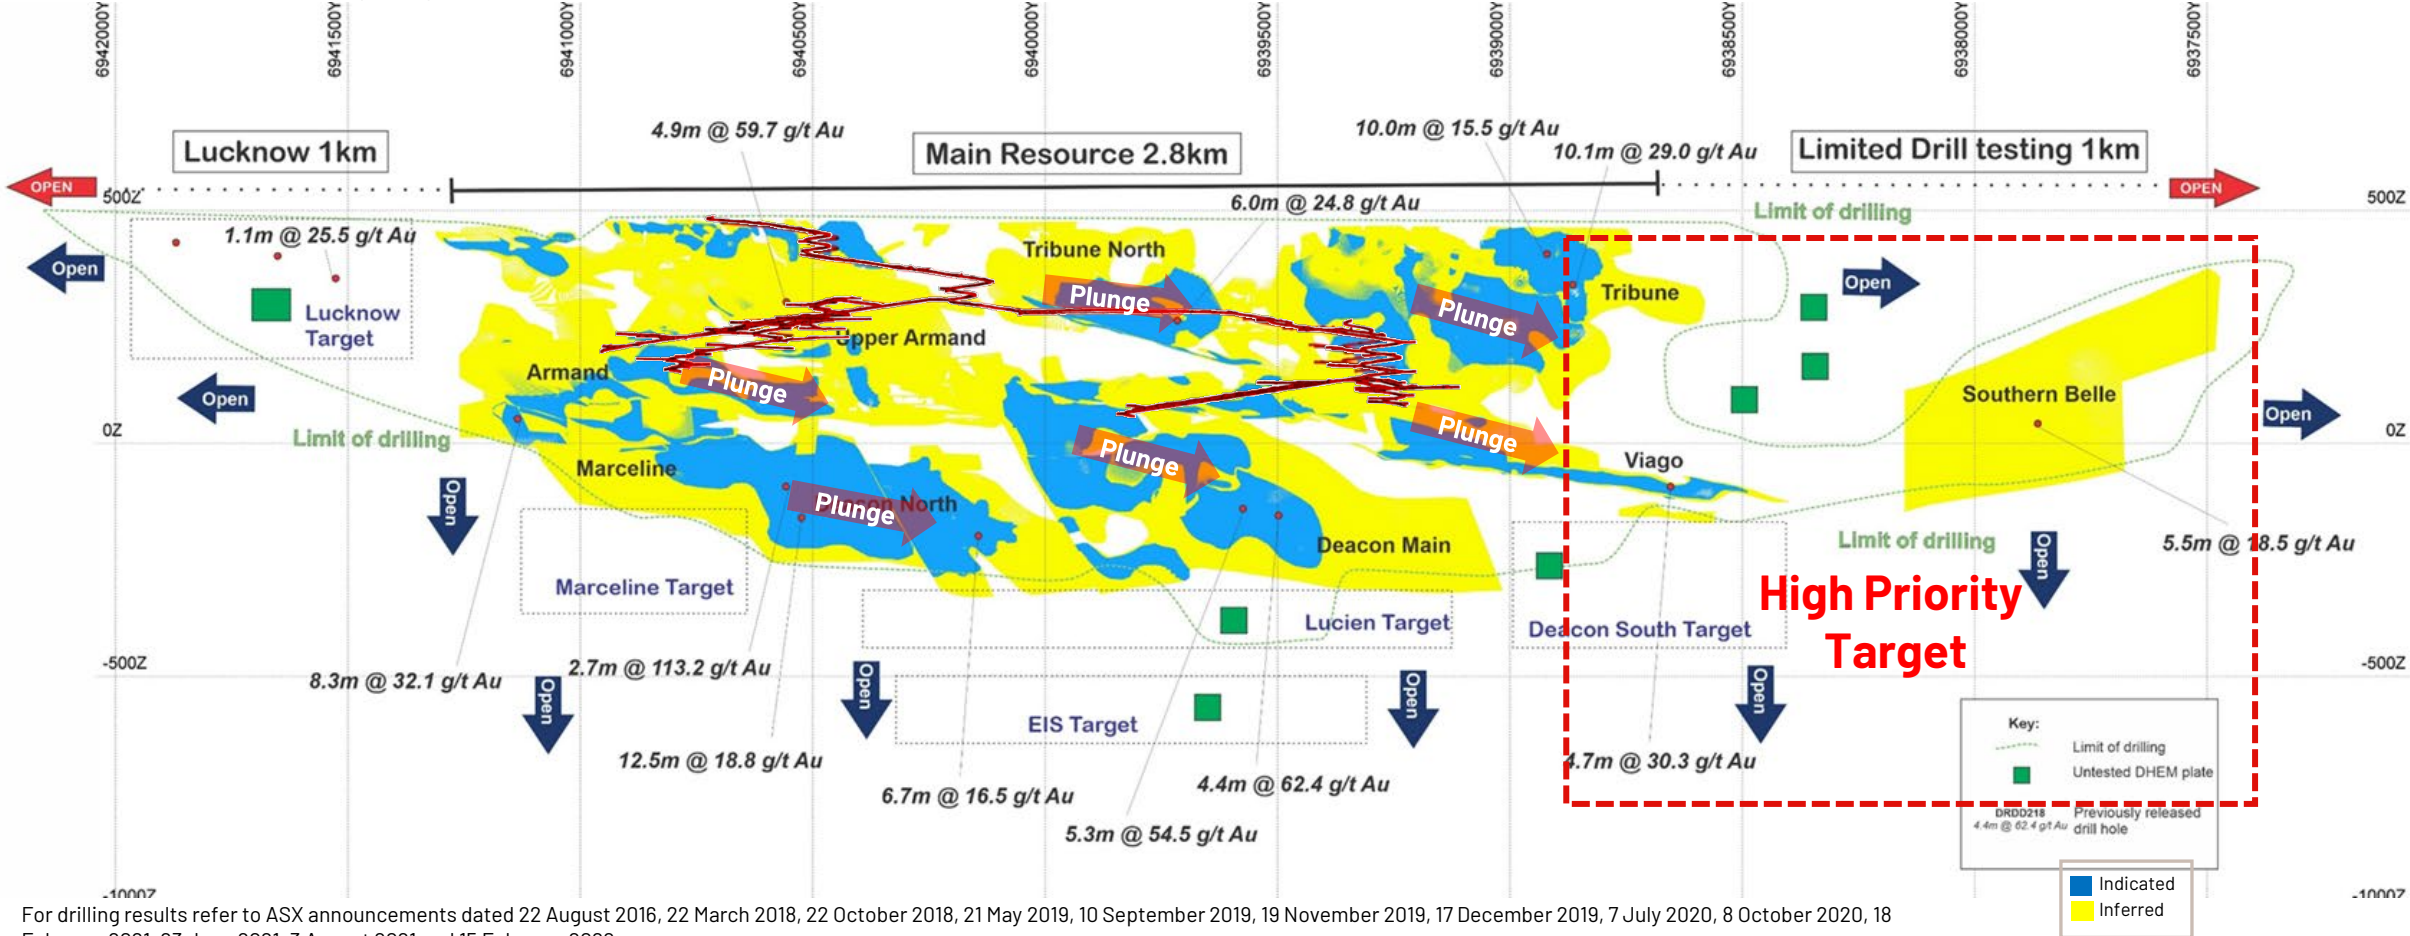 6942000Y
6941500Y
6941000Y
6940500Y
6940000Y
6939500Y
6939000Y
6938500Y
6938000Y
6937500Y
4.9m @ 59.7 g/t Au
10.0m @ 15.5 g/t Au
10.1m @ 29.0 g/t Au
Lucknow 1km
Main Resource 2.8km
Limited Drill testing 1km
OPEN
OPEN
500Z
500Z
6.0m @ 24.8 g/t Au
Limit of drilling
1.1m @ 25.5 g/t Au
Tribune North
Open
Open
Plunge
Plunge
Tribune
Lucknow
Target
Upper Armand
Armand
Plunge
Open
Southern Belle
Open
0Z
0Z
Limit of drilling
Plunge
Plunge
Marceline
Viago
Open
Plunge
North
Deacon Main
Limit of drilling
5.5m @ 18.5 g/t Au
Open
Marceline Target
High Priority
Target
Lucien Target
Deacon South Target
-500Z
-500Z
8.3m @ 32.1 g/t Au
2.7m @ 113.2 g/t Au
Open
Open
Open
Open
EIS Target
12.5m @ 18.8 g/t Au
4.7m @ 30.3 g/t Au
6.7m @ 16.5 g/t Au
4.4m @ 62.4 g/t Au
5.3m @ 54.5 g/t Au
Key:
Limit of drilling
Untested DHEM plate
DRDD218
4.4m @ 62.4 g/t Au
Previously released
drill hole
-1000Z
-1000Z
Indicated
Inferred
For drilling results refer to ASX announcements dated 22 August 2016, 22 March 2018, 22 October 2018, 21 May 2019, 10 September 2019, 19 November 2019, 17 December 2019, 7 July 2020, 8 October 2020, 18